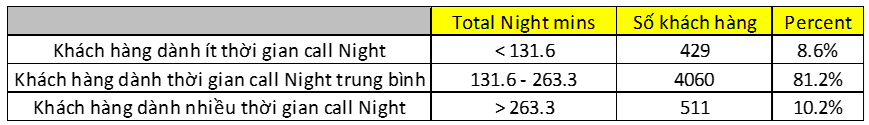 Total Night mins Số khách hàng Percent
Khách hàng dành ít thời gian call Night < 131.6 429 8.6%
Khách hàng dành thời gian call Night trung bình 131.6 - 263.3 4060 81.2%
Khách hàng dành nhiều thời gian call Night > 263.3 511 10.2%